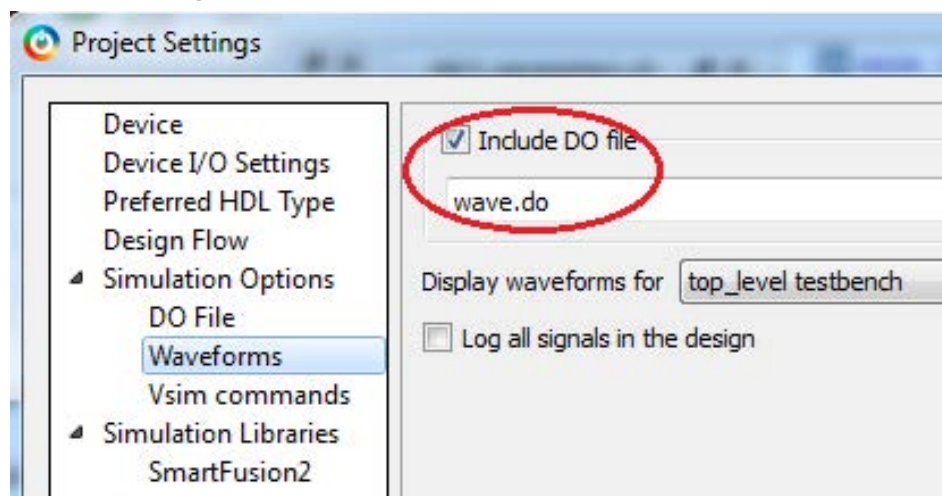 Project Settings
Device
Device I/O Settings
Preferred HDL Type
Design Flow
Simulation Options
DO File
Waveforms
Vsim commands
Simulation Libraries
SmartFusion2
Include DO file
wave.do
Display waveforms for top_level testbench
Log all signals in the design